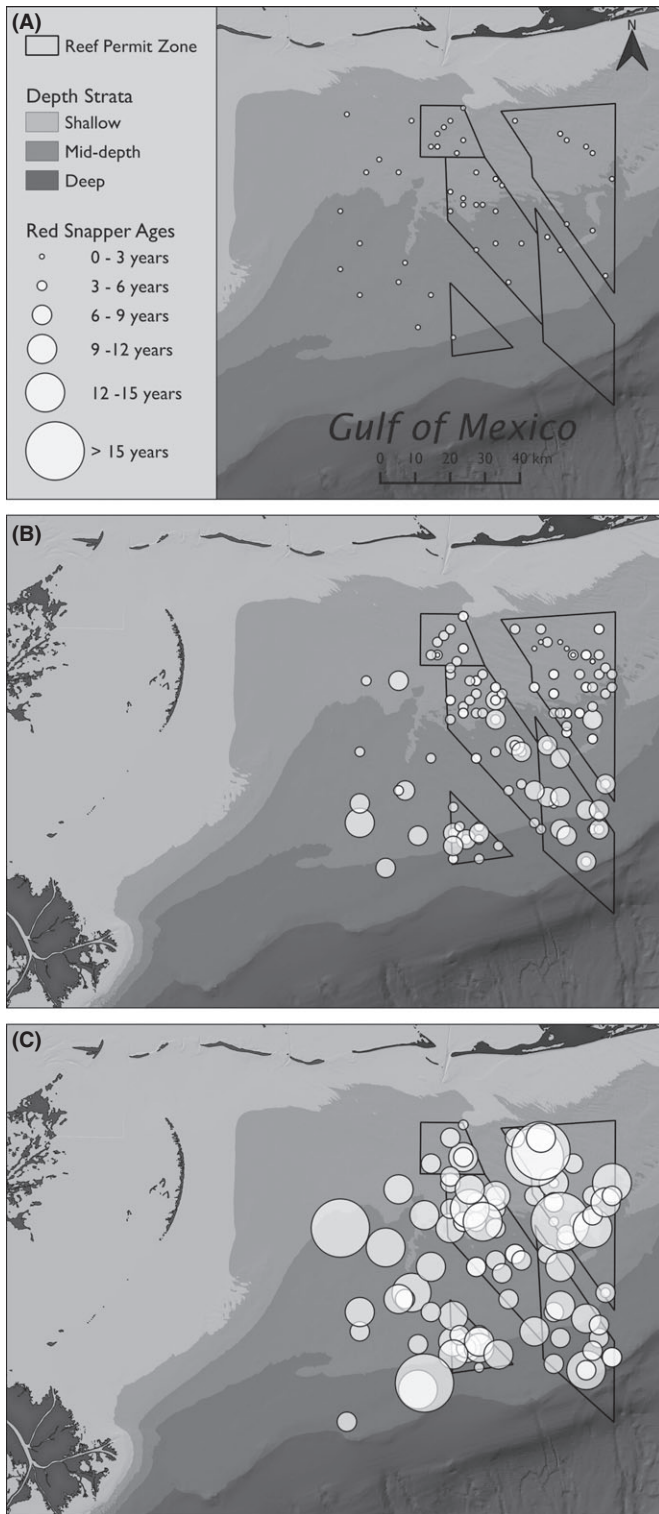 (A)
Reef Permit Zone
N
Depth Strata
Shallow
Mid-depth
Deep
Red Snapper Ages
0 - 3 years
3 - 6 years
6 - 9 years
9 -12 years
12 -15 years
> 15 years
Gulf of Mexico
0 10 20 30 40 km
(B)
(C)